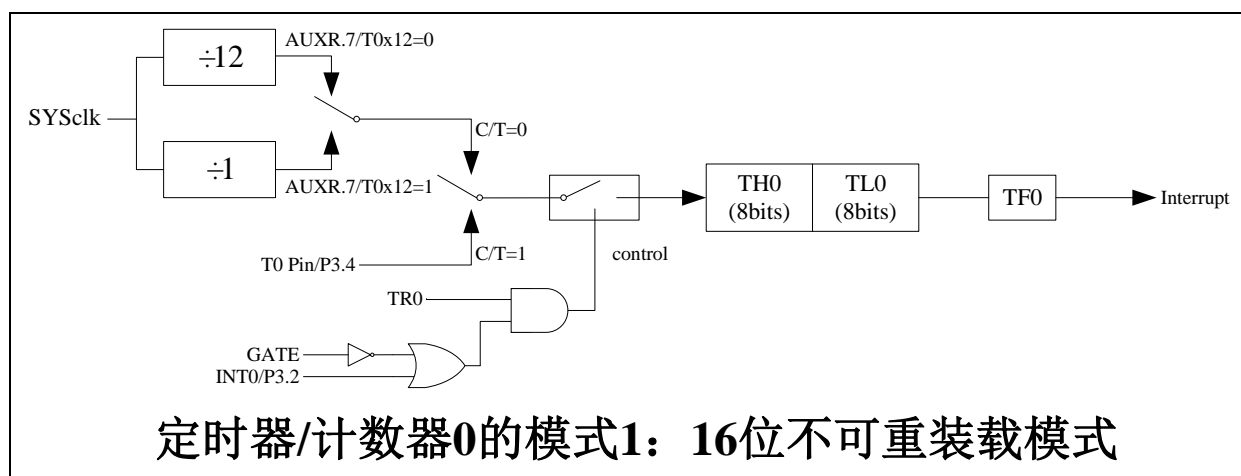 ÷12
AUXR.7/T0x12=0
SYSclk
C/T=0
÷1
AUXR.7/T0x12=1
TH0
(8bits)
TL0
(8bits)
TF0
Interrupt
T0 Pin/P3.4
C/T=1
control
TR0
GATE
INT0/P3.2
定时器/计数器0的模式1：16位不可重装载模式